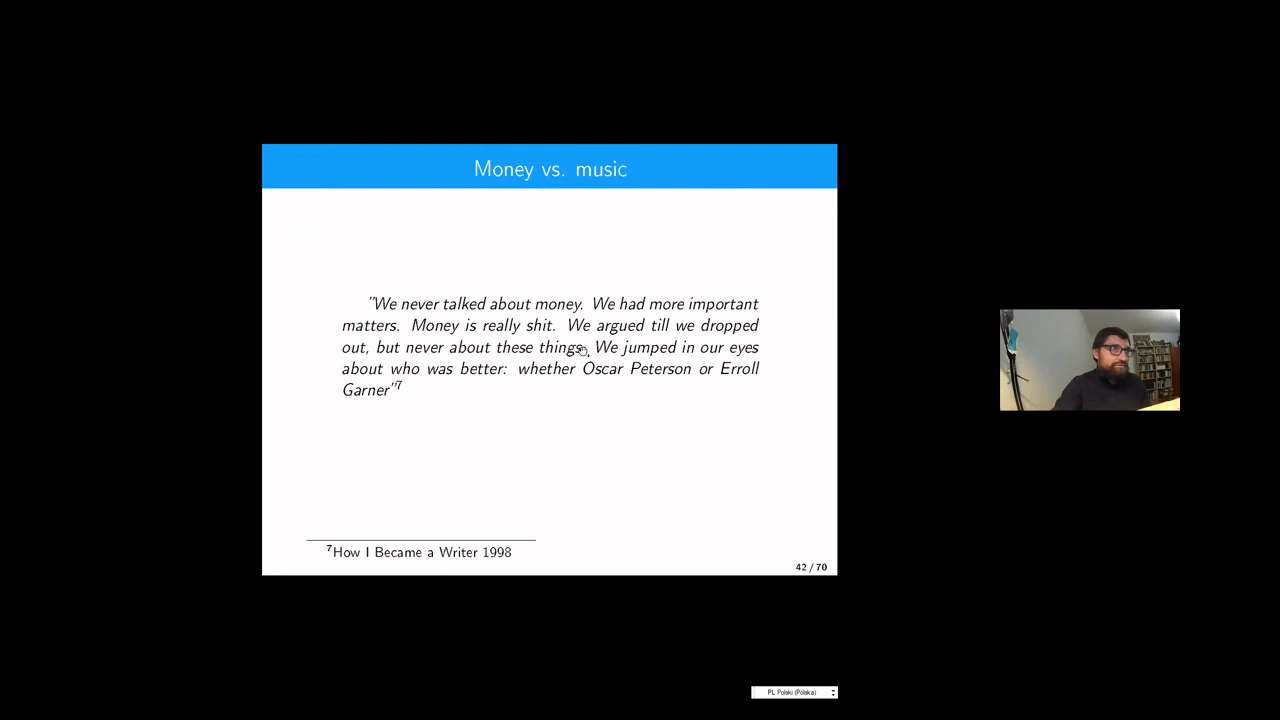 Money vs. music
"We never talked about money. We had more important
matters. Money is really shit. We argued till we dropped
out, but never about these things. We jumped in our eyes
about who was better: whether Oscar Peterson or Erroll
Garner"7
7How I Became a Writer 1998
42 / 70
PL Polski (Polska)